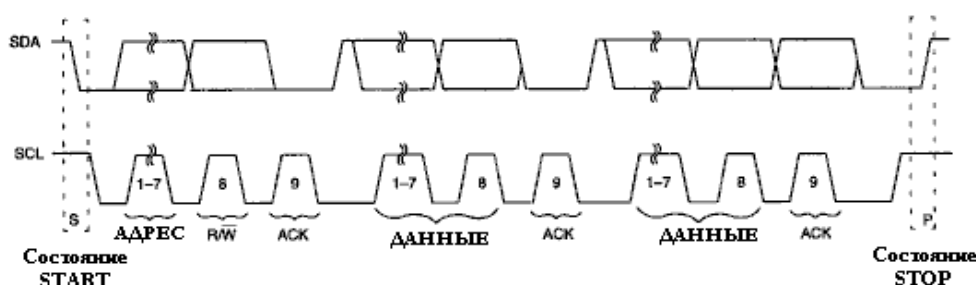 SDA
SCL
1–7 8 9 1–7 8 9 1–7 8 9
S P
АДРЕС R/W̅ ACK ДАННЫЕ ACK ДАННЫЕ ACK
Состояние START
Состояние STOP